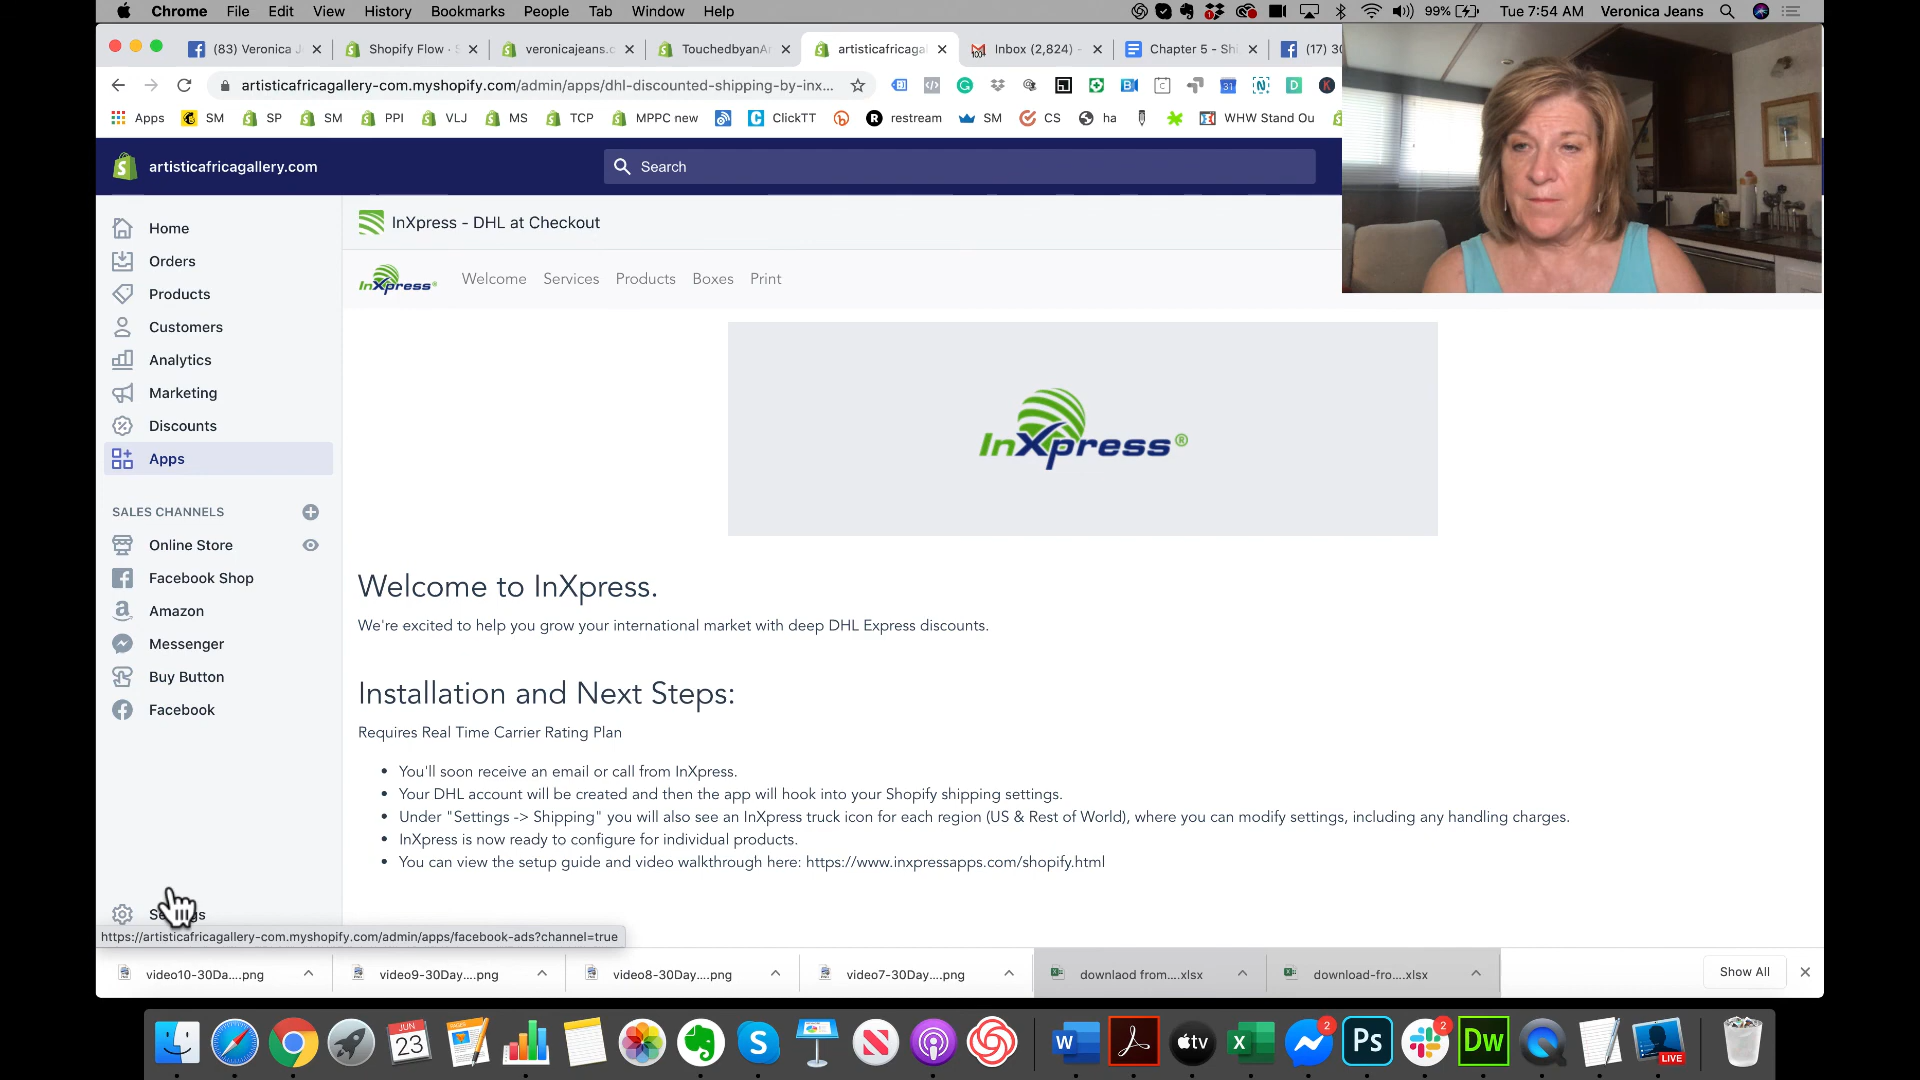 Chrome File Edit View History Bookmarks People Tab Window Help 99% Tue 7:54 AM Veronica Jeans
(83) Veronica J Shopify Flow - S veronicajeans.c TouchedbyanAr artisticafricagal Inbox (2,824) - Chapter 5 - Shi (17) 30
artisticafricagallery-com.myshopify.com/admin/apps/dhl-discounted-shipping-by-inx...
Apps SM SP SM PPI VLJ MS TCP MPPC new ClickTT restream SM CS ha WHW Stand Ou
artisticafricagallery.com Search
Home
Orders
Products
Customers
Analytics
Marketing
Discounts
Apps
SALES CHANNELS
Online Store
Facebook Shop
Amazon
Messenger
Buy Button
Facebook
https://artisticafricagallery-com.myshopify.com/admin/apps/facebook-ads?channel=true
InXpress - DHL at Checkout
InXpress® Welcome Services Products Boxes Print
InXpress®
Welcome to InXpress.
We're excited to help you grow your international market with deep DHL Express discounts.
Installation and Next Steps:
Requires Real Time Carrier Rating Plan
• You'll soon receive an email or call from InXpress.
• Your DHL account will be created and then the app will hook into your Shopify shipping settings.
• Under "Settings -> Shipping" you will also see an InXpress truck icon for each region (US & Rest of World), where you can modify settings, including any handling charges.
• InXpress is now ready to configure for individual products.
• You can view the setup guide and video walkthrough here: https://www.inxpressapps.com/shopify.html
video10-30Da....png video9-30Day....png video8-30Day....png video7-30Day....png downlaod from....xlsx download-fro....xlsx Show All
JUN 23 PAGES S N W tv X 2 Ps 2 Dw LIVE